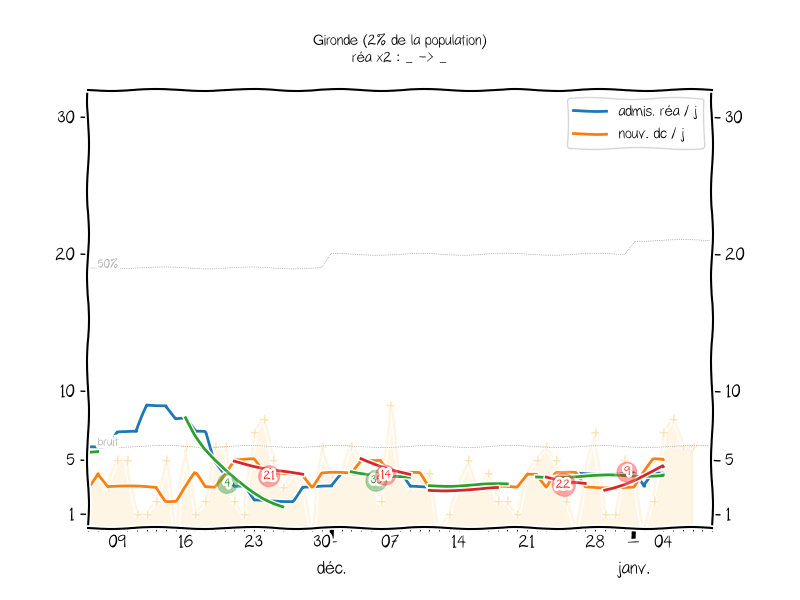 Gironde (2% de la population)
réa x2 : _ -> _
admis. réa / j
nouv. dc / j
30 30
20 20
10 10
5 5
1 1
50%
bruit
4 21 14 22 9
09 16 23 30 07 14 21 28 04
déc. janv.